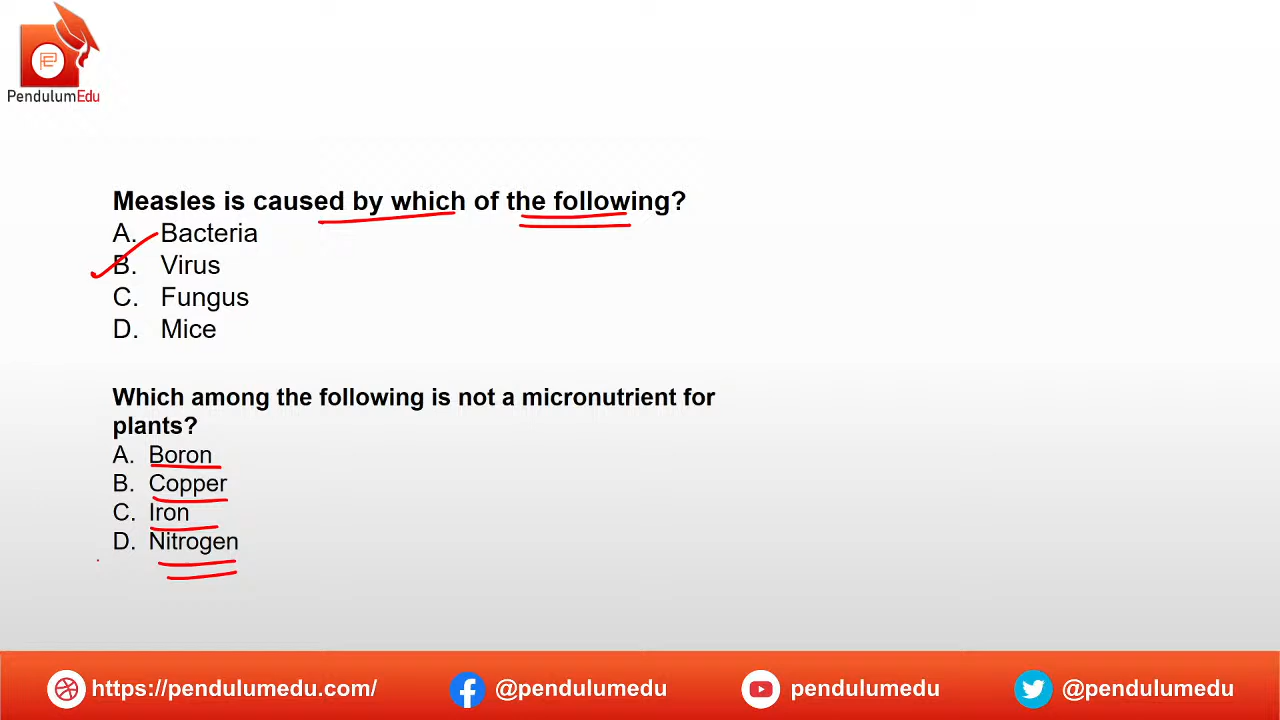 PendulumEdu
Measles is caused by which of the following?
A. Bacteria
B. Virus
C. Fungus
D. Mice
Which among the following is not a micronutrient for
plants?
A. Boron
B. Copper
C. Iron
D. Nitrogen
https://pendulumedu.com/ @pendulumedu pendulumedu @pendulumedu